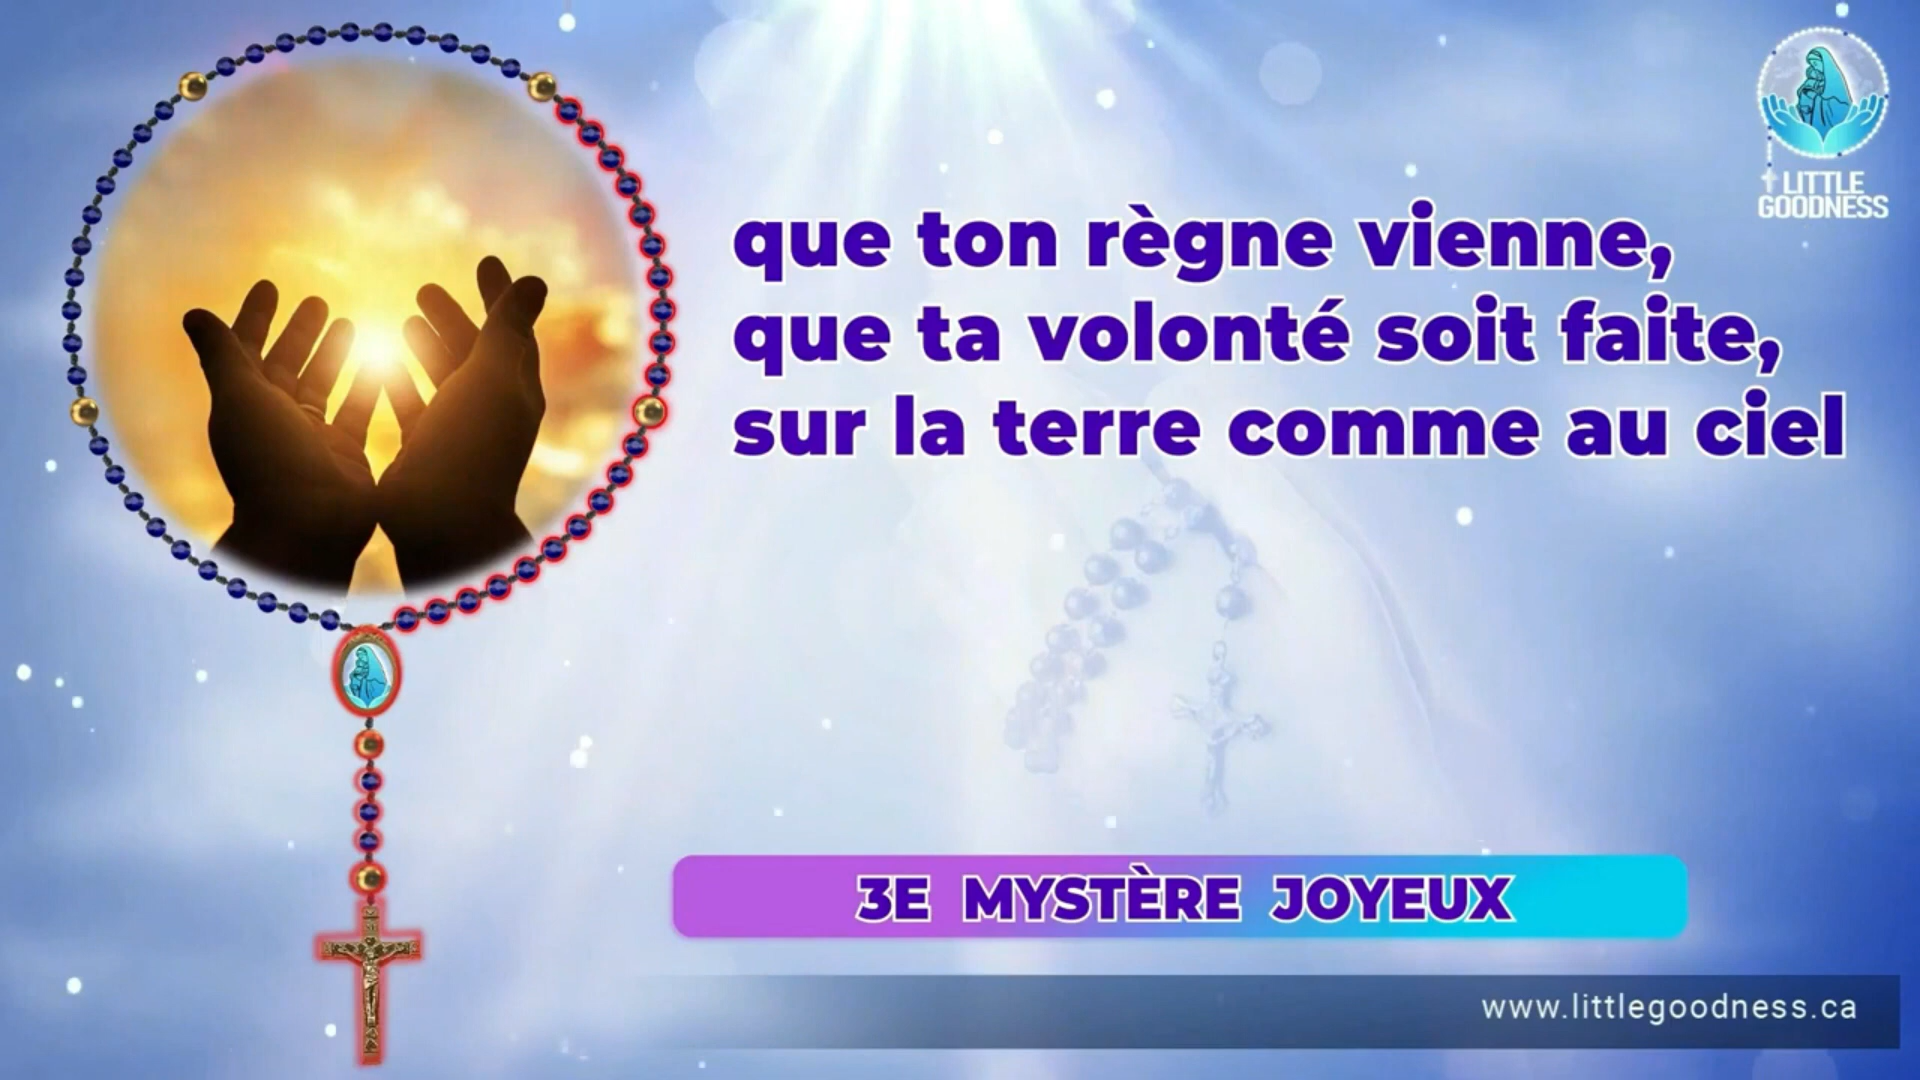 LITTLE
GOODNESS
que ton règne vienne,
que ta volonté soit faite,
sur la terre comme au ciel
3E MYSTÈRE JOYEUX
www.littlegoodness.ca